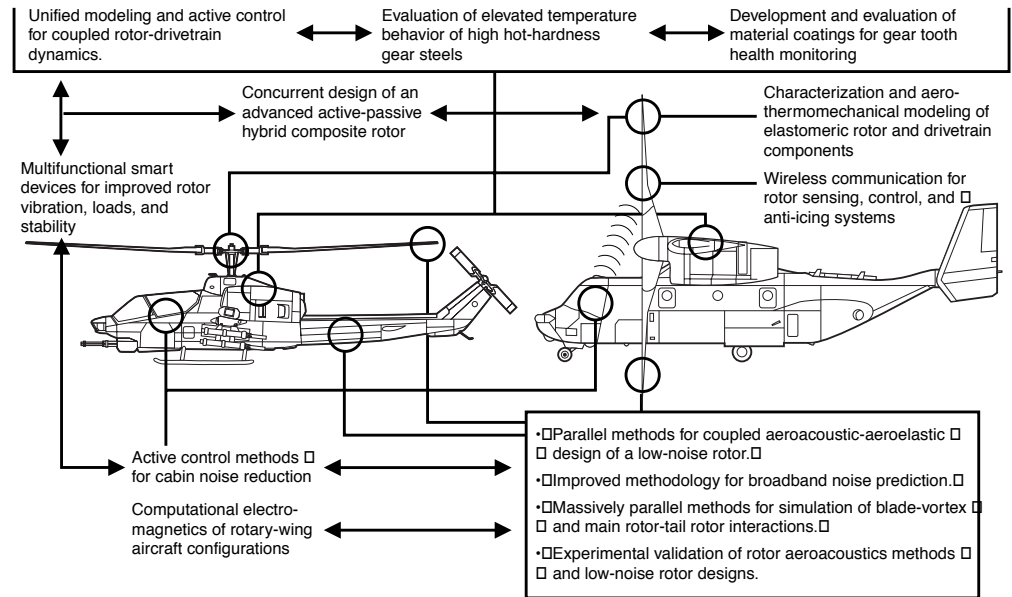 Unified modeling and active control
for coupled rotor-drivetrain
dynamics.
Evaluation of elevated temperature
behavior of high hot-hardness
gear steels
Development and evaluation of
material coatings for gear tooth
health monitoring
Concurrent design of an
advanced active-passive
hybrid composite rotor
Characterization and aero-
thermomechanical modeling of
elastomeric rotor and drivetrain
components
Multifunctional smart
devices for improved rotor
vibration, loads, and
stability
Wireless communication for
rotor sensing, control, and □
anti-icing systems
Active control methods □
for cabin noise reduction
Computational electro-
magnetics of rotary-wing
aircraft configurations
•□Parallel methods for coupled aeroacoustic-aeroelastic □
□ design of a low-noise rotor.□
•□Improved methodology for broadband noise prediction.□
•□Massively parallel methods for simulation of blade-vortex □
□ and main rotor-tail rotor interactions.□
•□Experimental validation of rotor aeroacoustics methods □
□ and low-noise rotor designs.